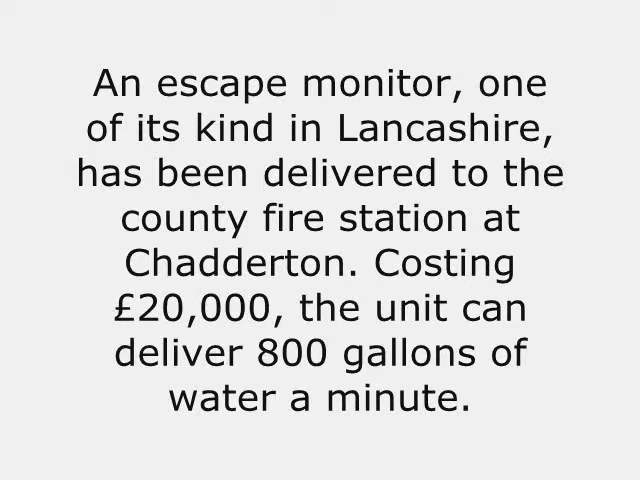 An escape monitor, one
of its kind in Lancashire,
has been delivered to the
county fire station at
Chadderton. Costing
£20,000, the unit can
deliver 800 gallons of
water a minute.